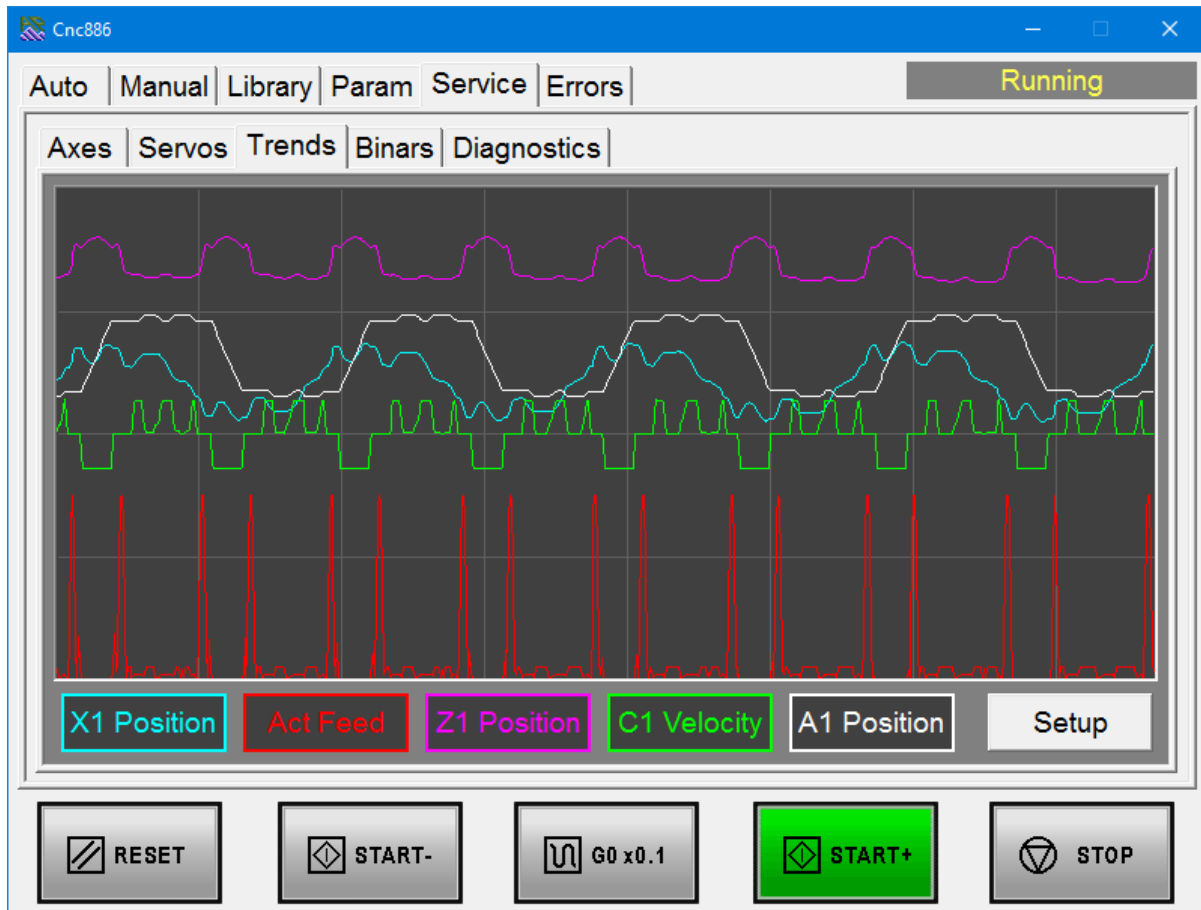 Cnc886
Auto Manual Library Param Service Errors Running
Axes Servos Trends Binars Diagnostics
X1 Position Act Feed Z1 Position C1 Velocity A1 Position Setup
RESET START- G0 x0.1 START+ STOP